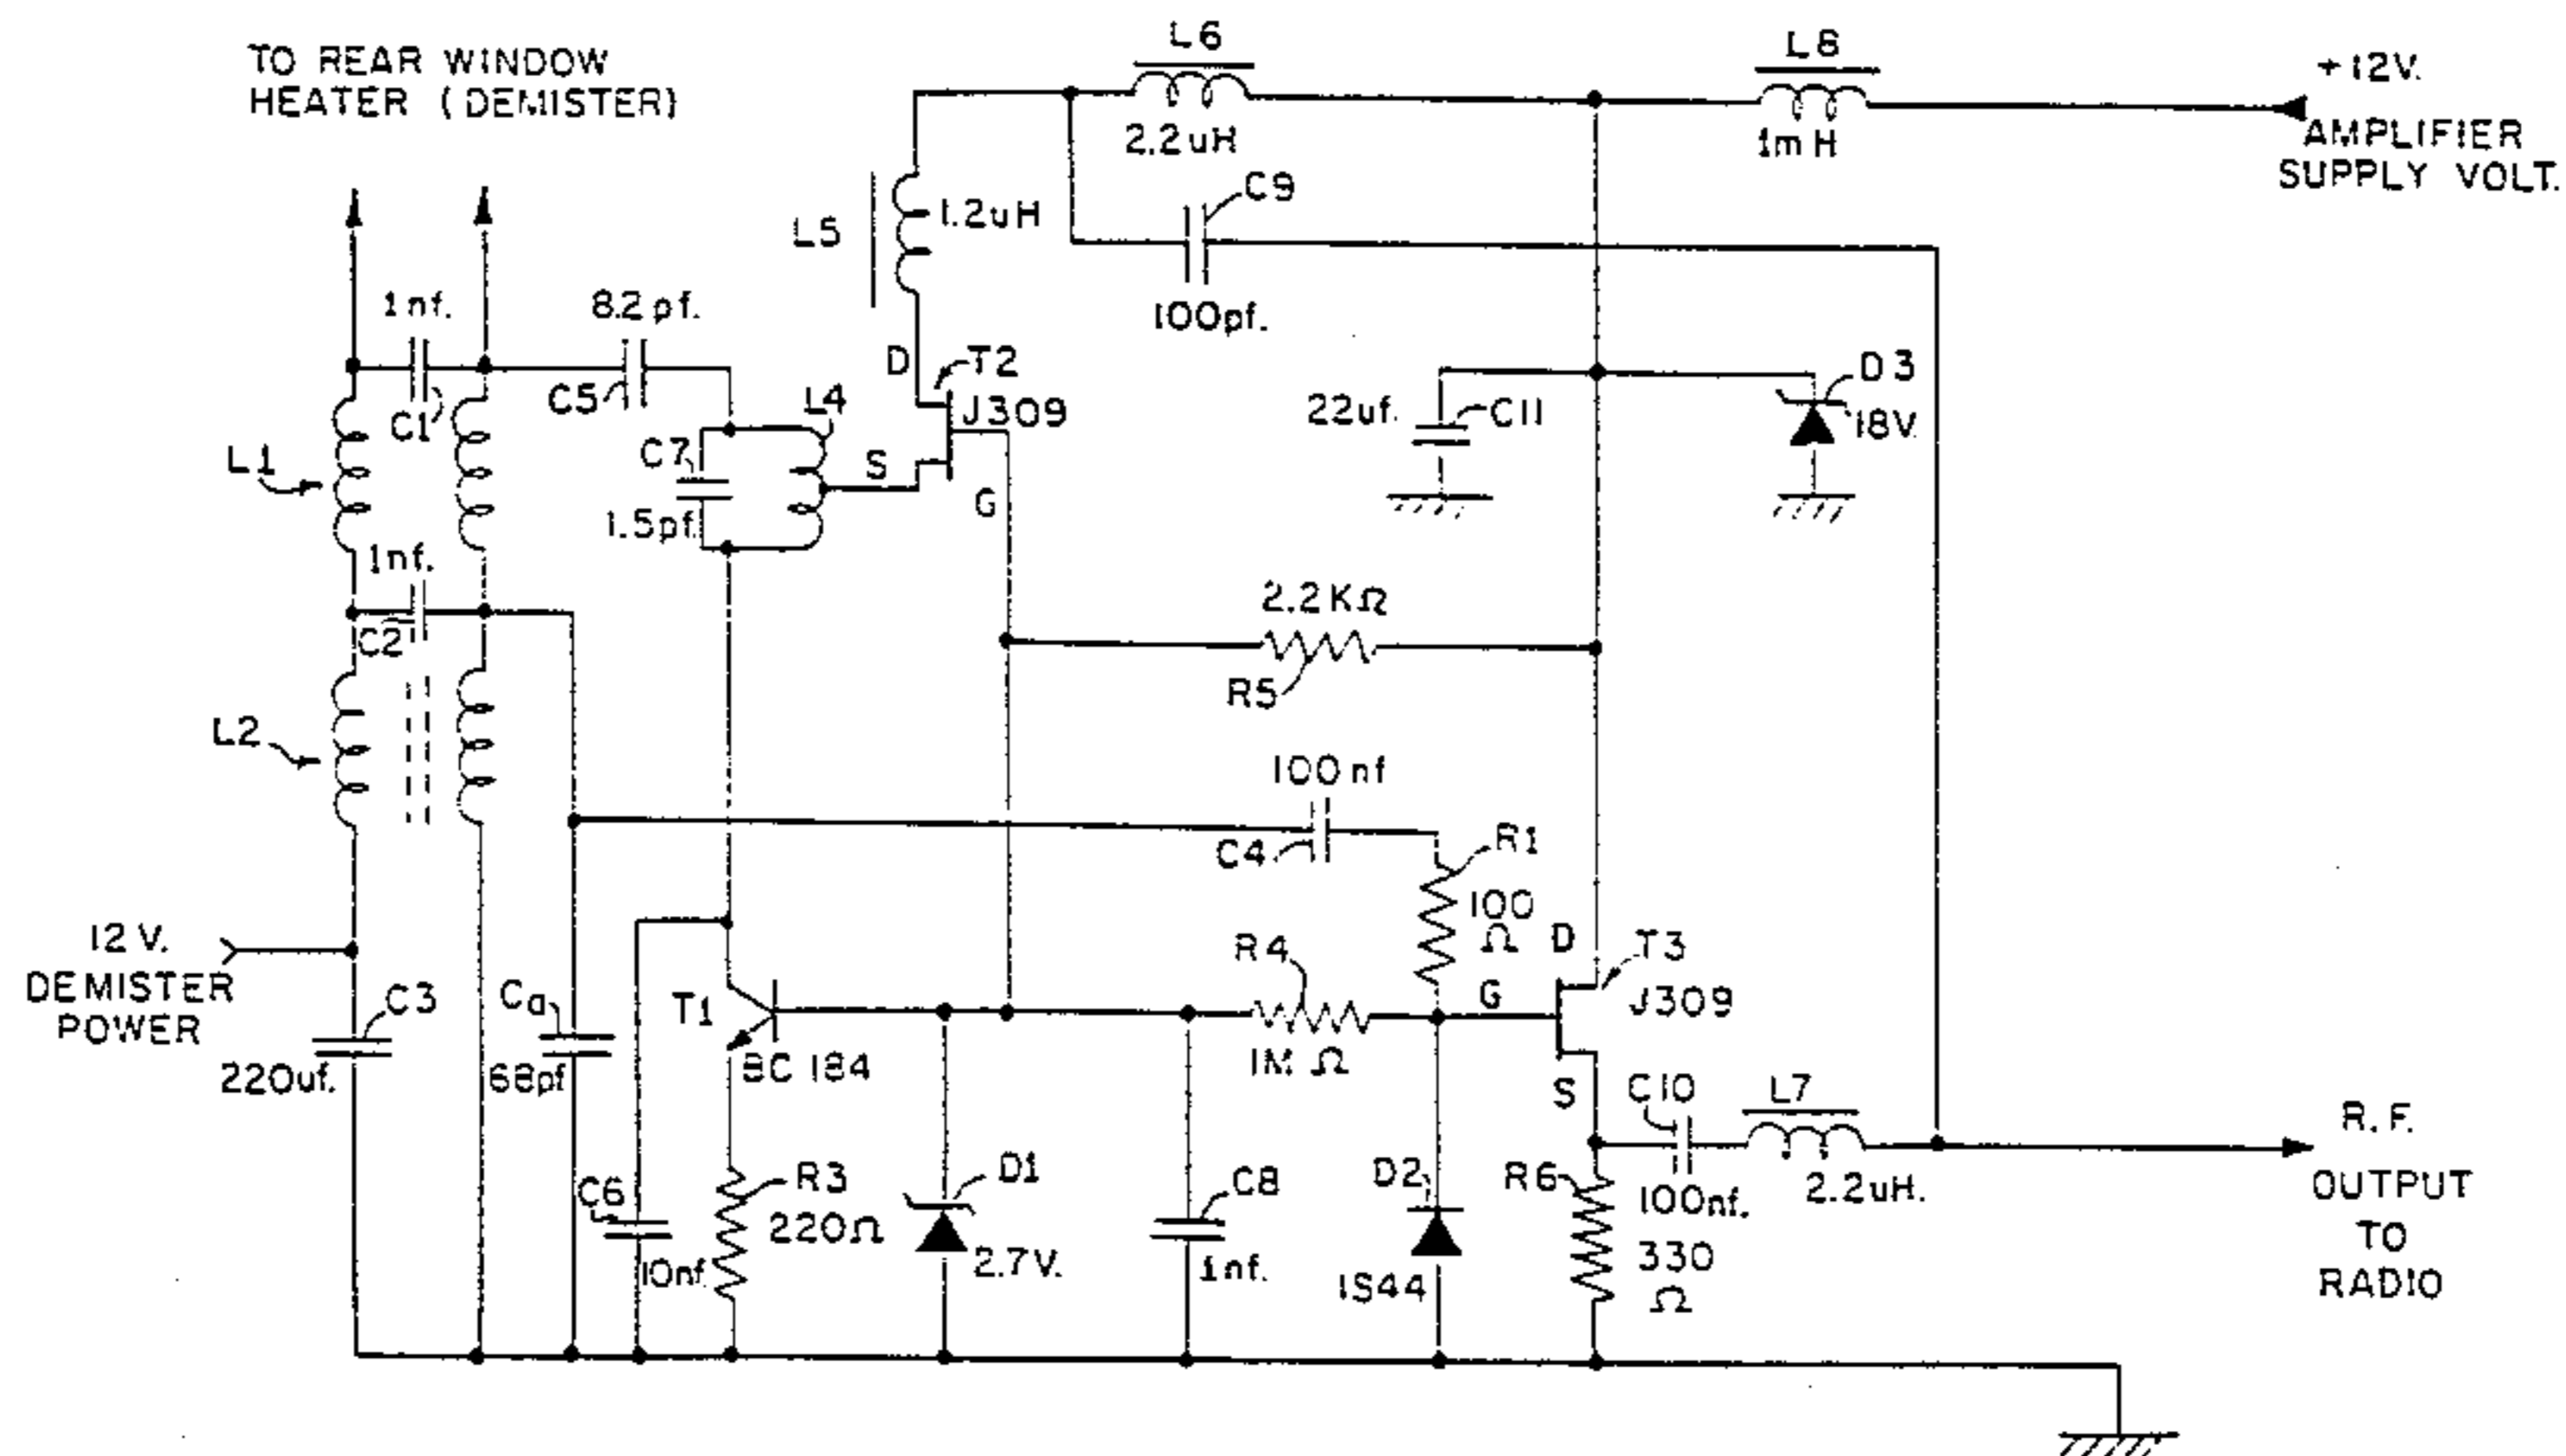 TO REAR WINDOW
HEATER (DEMISTER)
L6
2.2uH
L8
1mH
+12V.
AMPLIFIER
SUPPLY VOLT.
L5
1.2uH
C9
100pf.
1nf.
8.2pf.
C1
C5
D
T2
J309
L4
C7
1.5pf.
S
G
22uf.
C11
D3
18V.
L1
1nf.
C2
2.2KΩ
R5
L2
100nf
C4
R1
100
Ω
D
T3
J309
12V.
DEMISTER
POWER
C3
220uf.
Ca
68pf
T1
BC 184
R4
1MΩ
G
S
C10
100nf.
L7
2.2uH.
R.F.
OUTPUT
TO
RADIO
C6
10nf.
R3
220Ω
D1
2.7V.
C8
1nf.
D2
1S44
R6
330
Ω